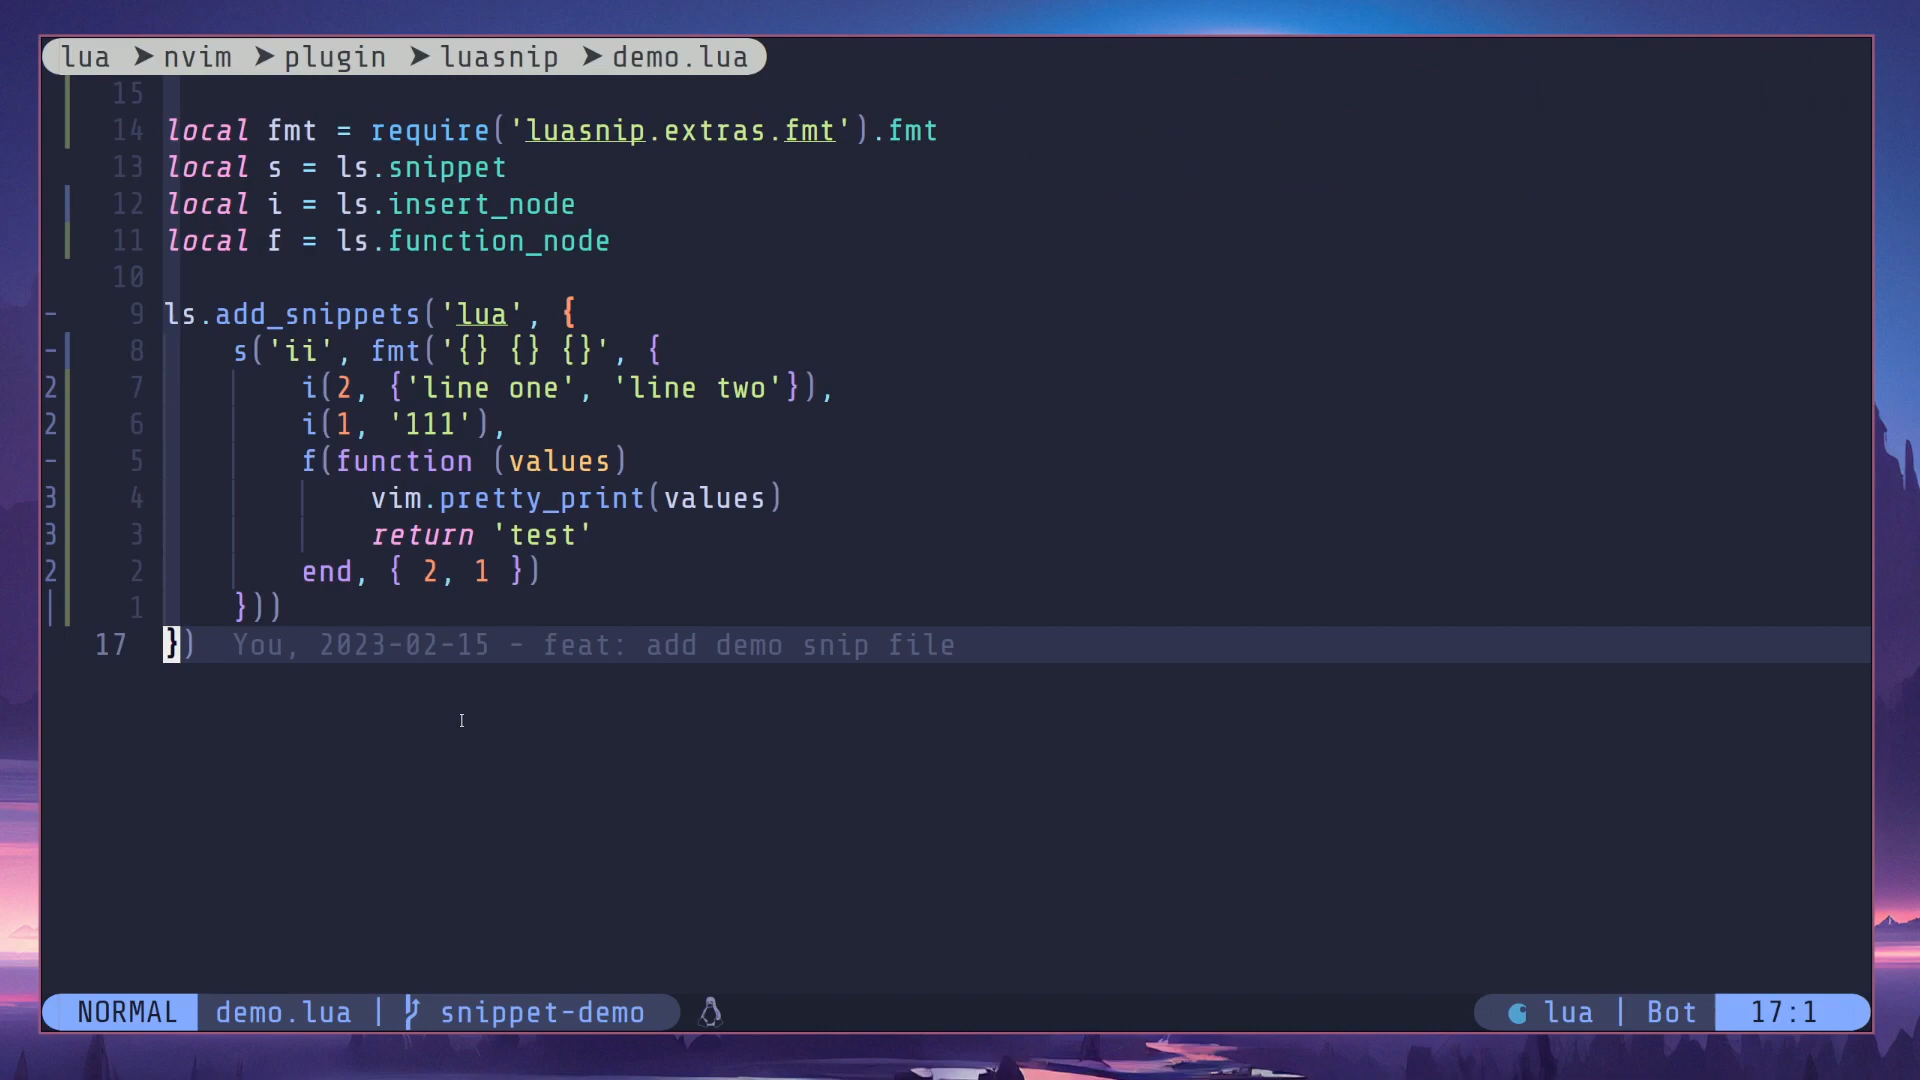 lua ➤ nvim ➤ plugin ➤ luasnip ➤ demo.lua
15
14 local fmt = require('luasnip.extras.fmt').fmt
13 local s = ls.snippet
12 local i = ls.insert_node
11 local f = ls.function_node
10
- 9 ls.add_snippets('lua', {
- 8     s('ii', fmt('{} {} {}', {
2 7         i(2, {'line one', 'line two'}),
2 6         i(1, '111'),
- 5         f(function (values)
3 4             vim.pretty_print(values)
3 3             return 'test'
2 2         end, { 2, 1 })
│ 1     }))
17 })  You, 2023-02-15 - feat: add demo snip file
NORMAL demo.lua | snippet-demo lua | Bot 17:1